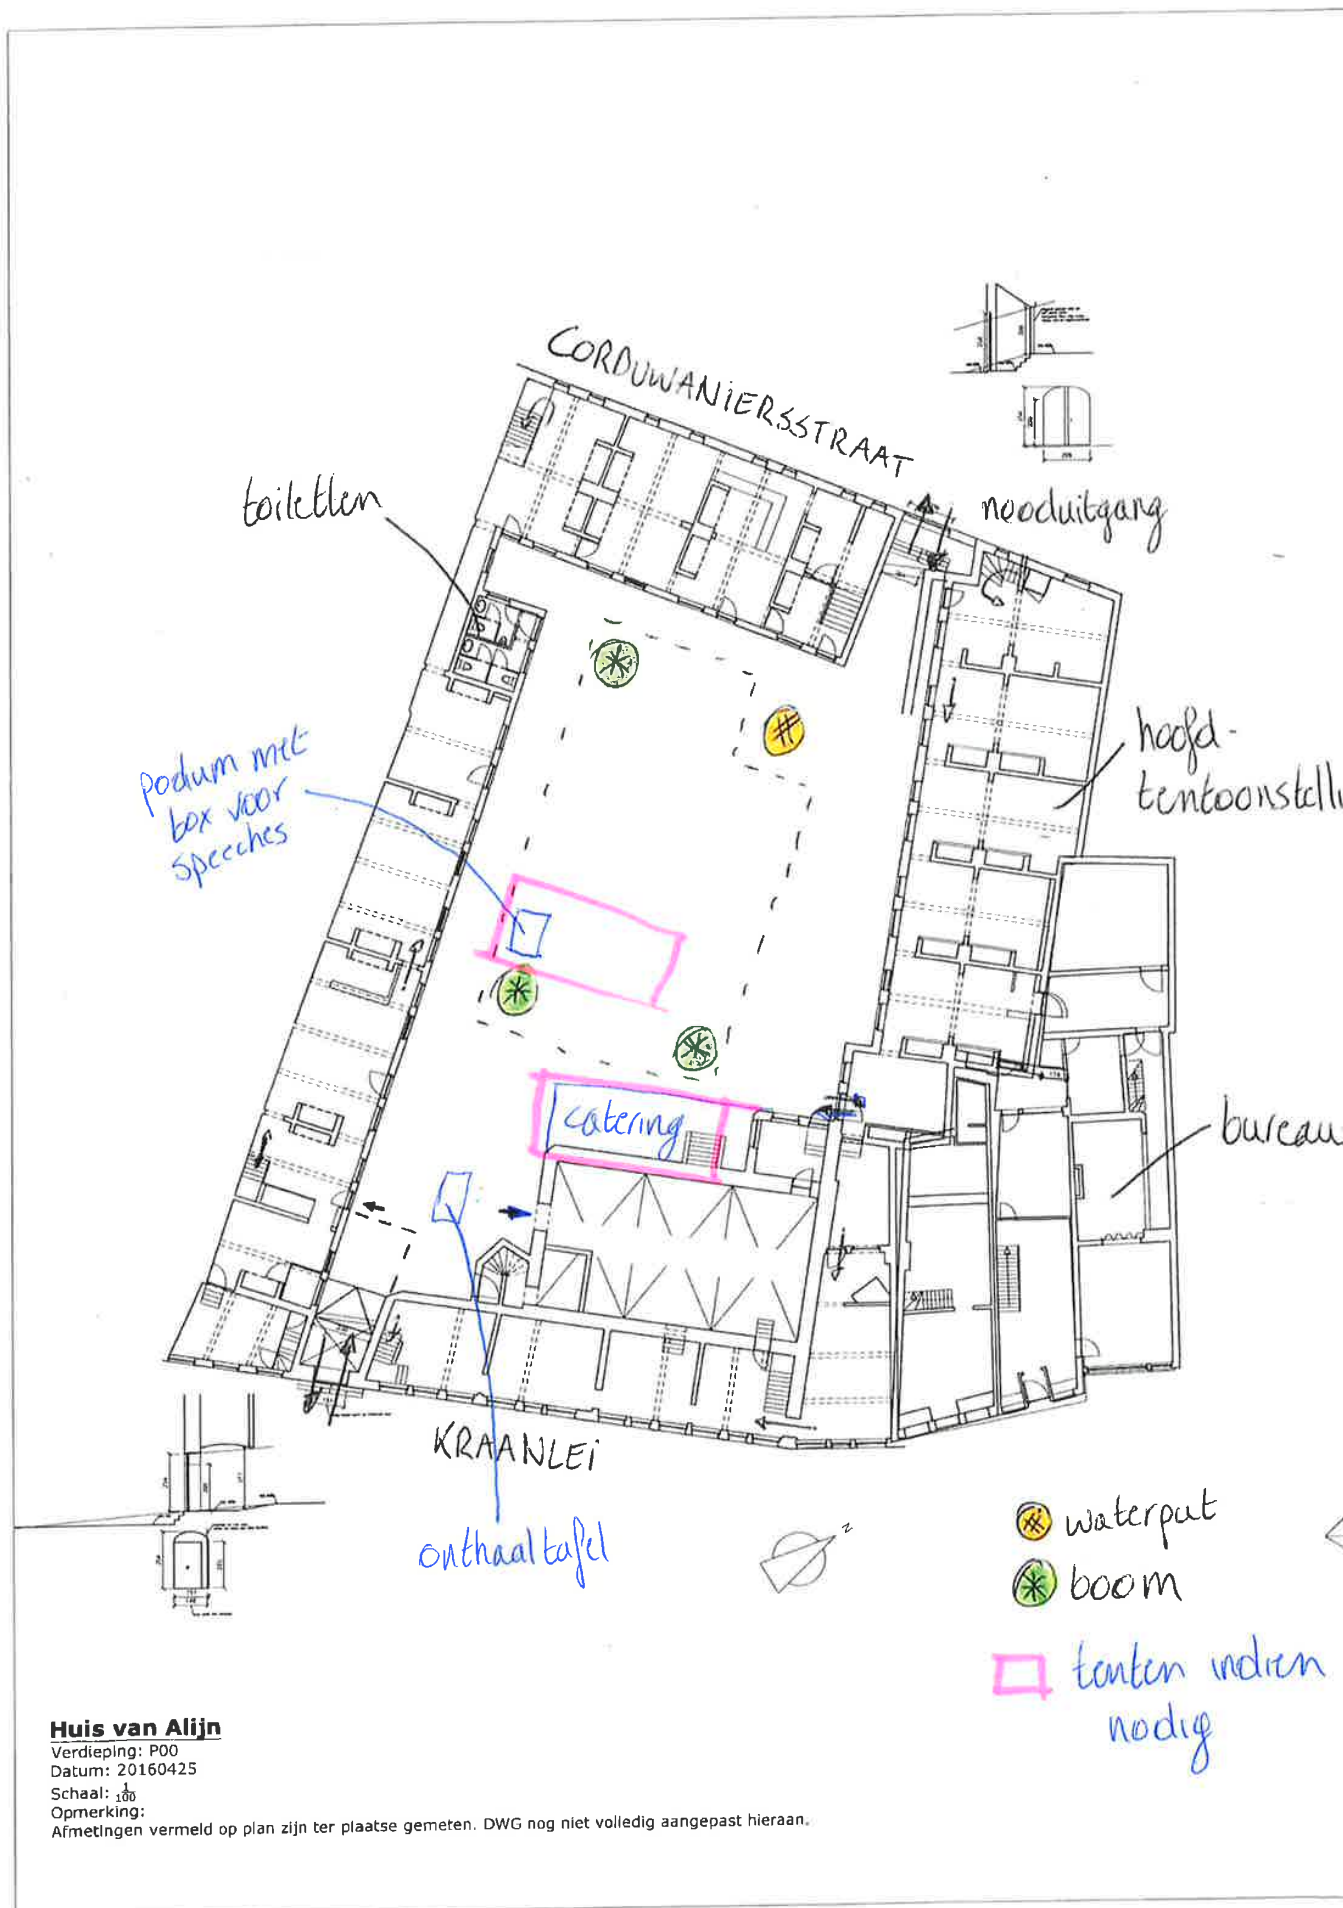 CORDUWANIERSSTRAAT
toiletten
nooduitgang
hoofd-
tentoonstelli
podium met
box voor
speeches
catering
bureau
KRAANLEi
onthaaltafel
N
waterput
boom
tenten indien
nodig
Huis van Alijn
Verdieping: P00
Datum: 20160425
Schaal: 1/100
Opmerking:
Afmetingen vermeld op plan zijn ter plaatse gemeten. DWG nog niet volledig aangepast hieraan.